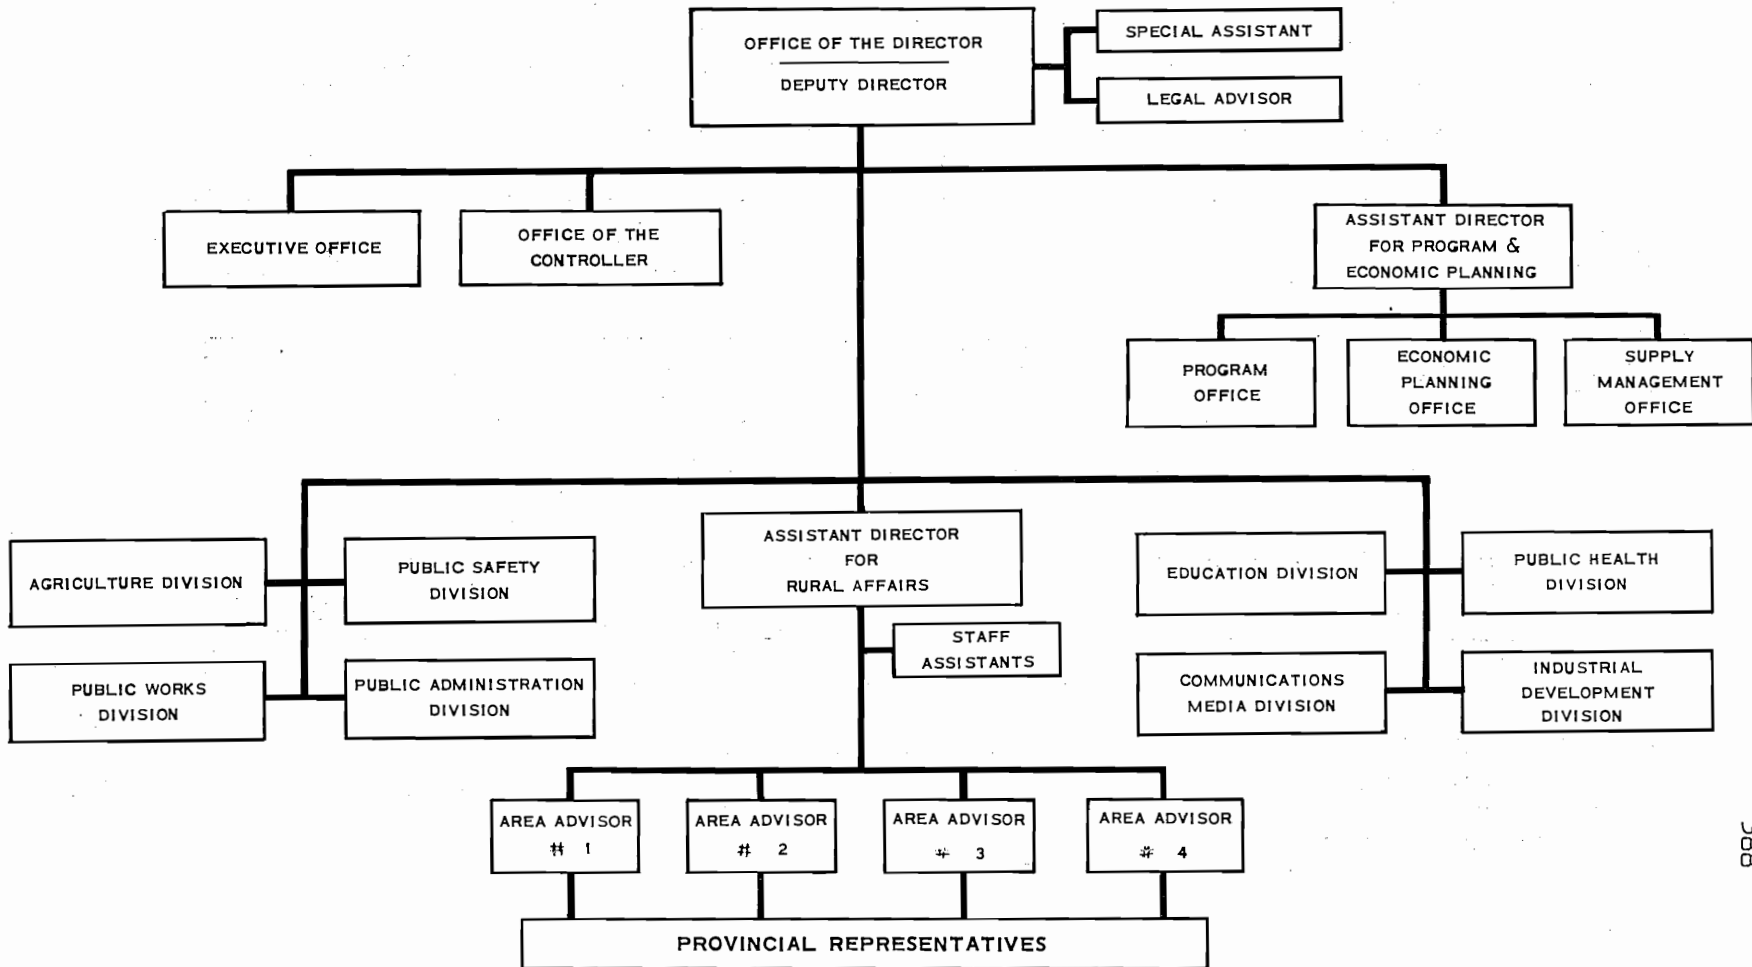 OFFICE OF THE DIRECTOR
DEPUTY DIRECTOR
SPECIAL ASSISTANT
LEGAL ADVISOR
EXECUTIVE OFFICE
OFFICE OF THE
CONTROLLER
ASSISTANT DIRECTOR
FOR PROGRAM &
ECONOMIC PLANNING
PROGRAM
OFFICE
ECONOMIC
PLANNING
OFFICE
SUPPLY
MANAGEMENT
OFFICE
AGRICULTURE DIVISION
PUBLIC SAFETY
DIVISION
ASSISTANT DIRECTOR
FOR
RURAL AFFAIRS
EDUCATION DIVISION
PUBLIC HEALTH
DIVISION
STAFF
ASSISTANTS
PUBLIC WORKS
DIVISION
PUBLIC ADMINISTRATION
DIVISION
COMMUNICATIONS
MEDIA DIVISION
INDUSTRIAL
DEVELOPMENT
DIVISION
AREA ADVISOR
# 1
AREA ADVISOR
# 2
AREA ADVISOR
# 3
AREA ADVISOR
# 4
PROVINCIAL REPRESENTATIVES